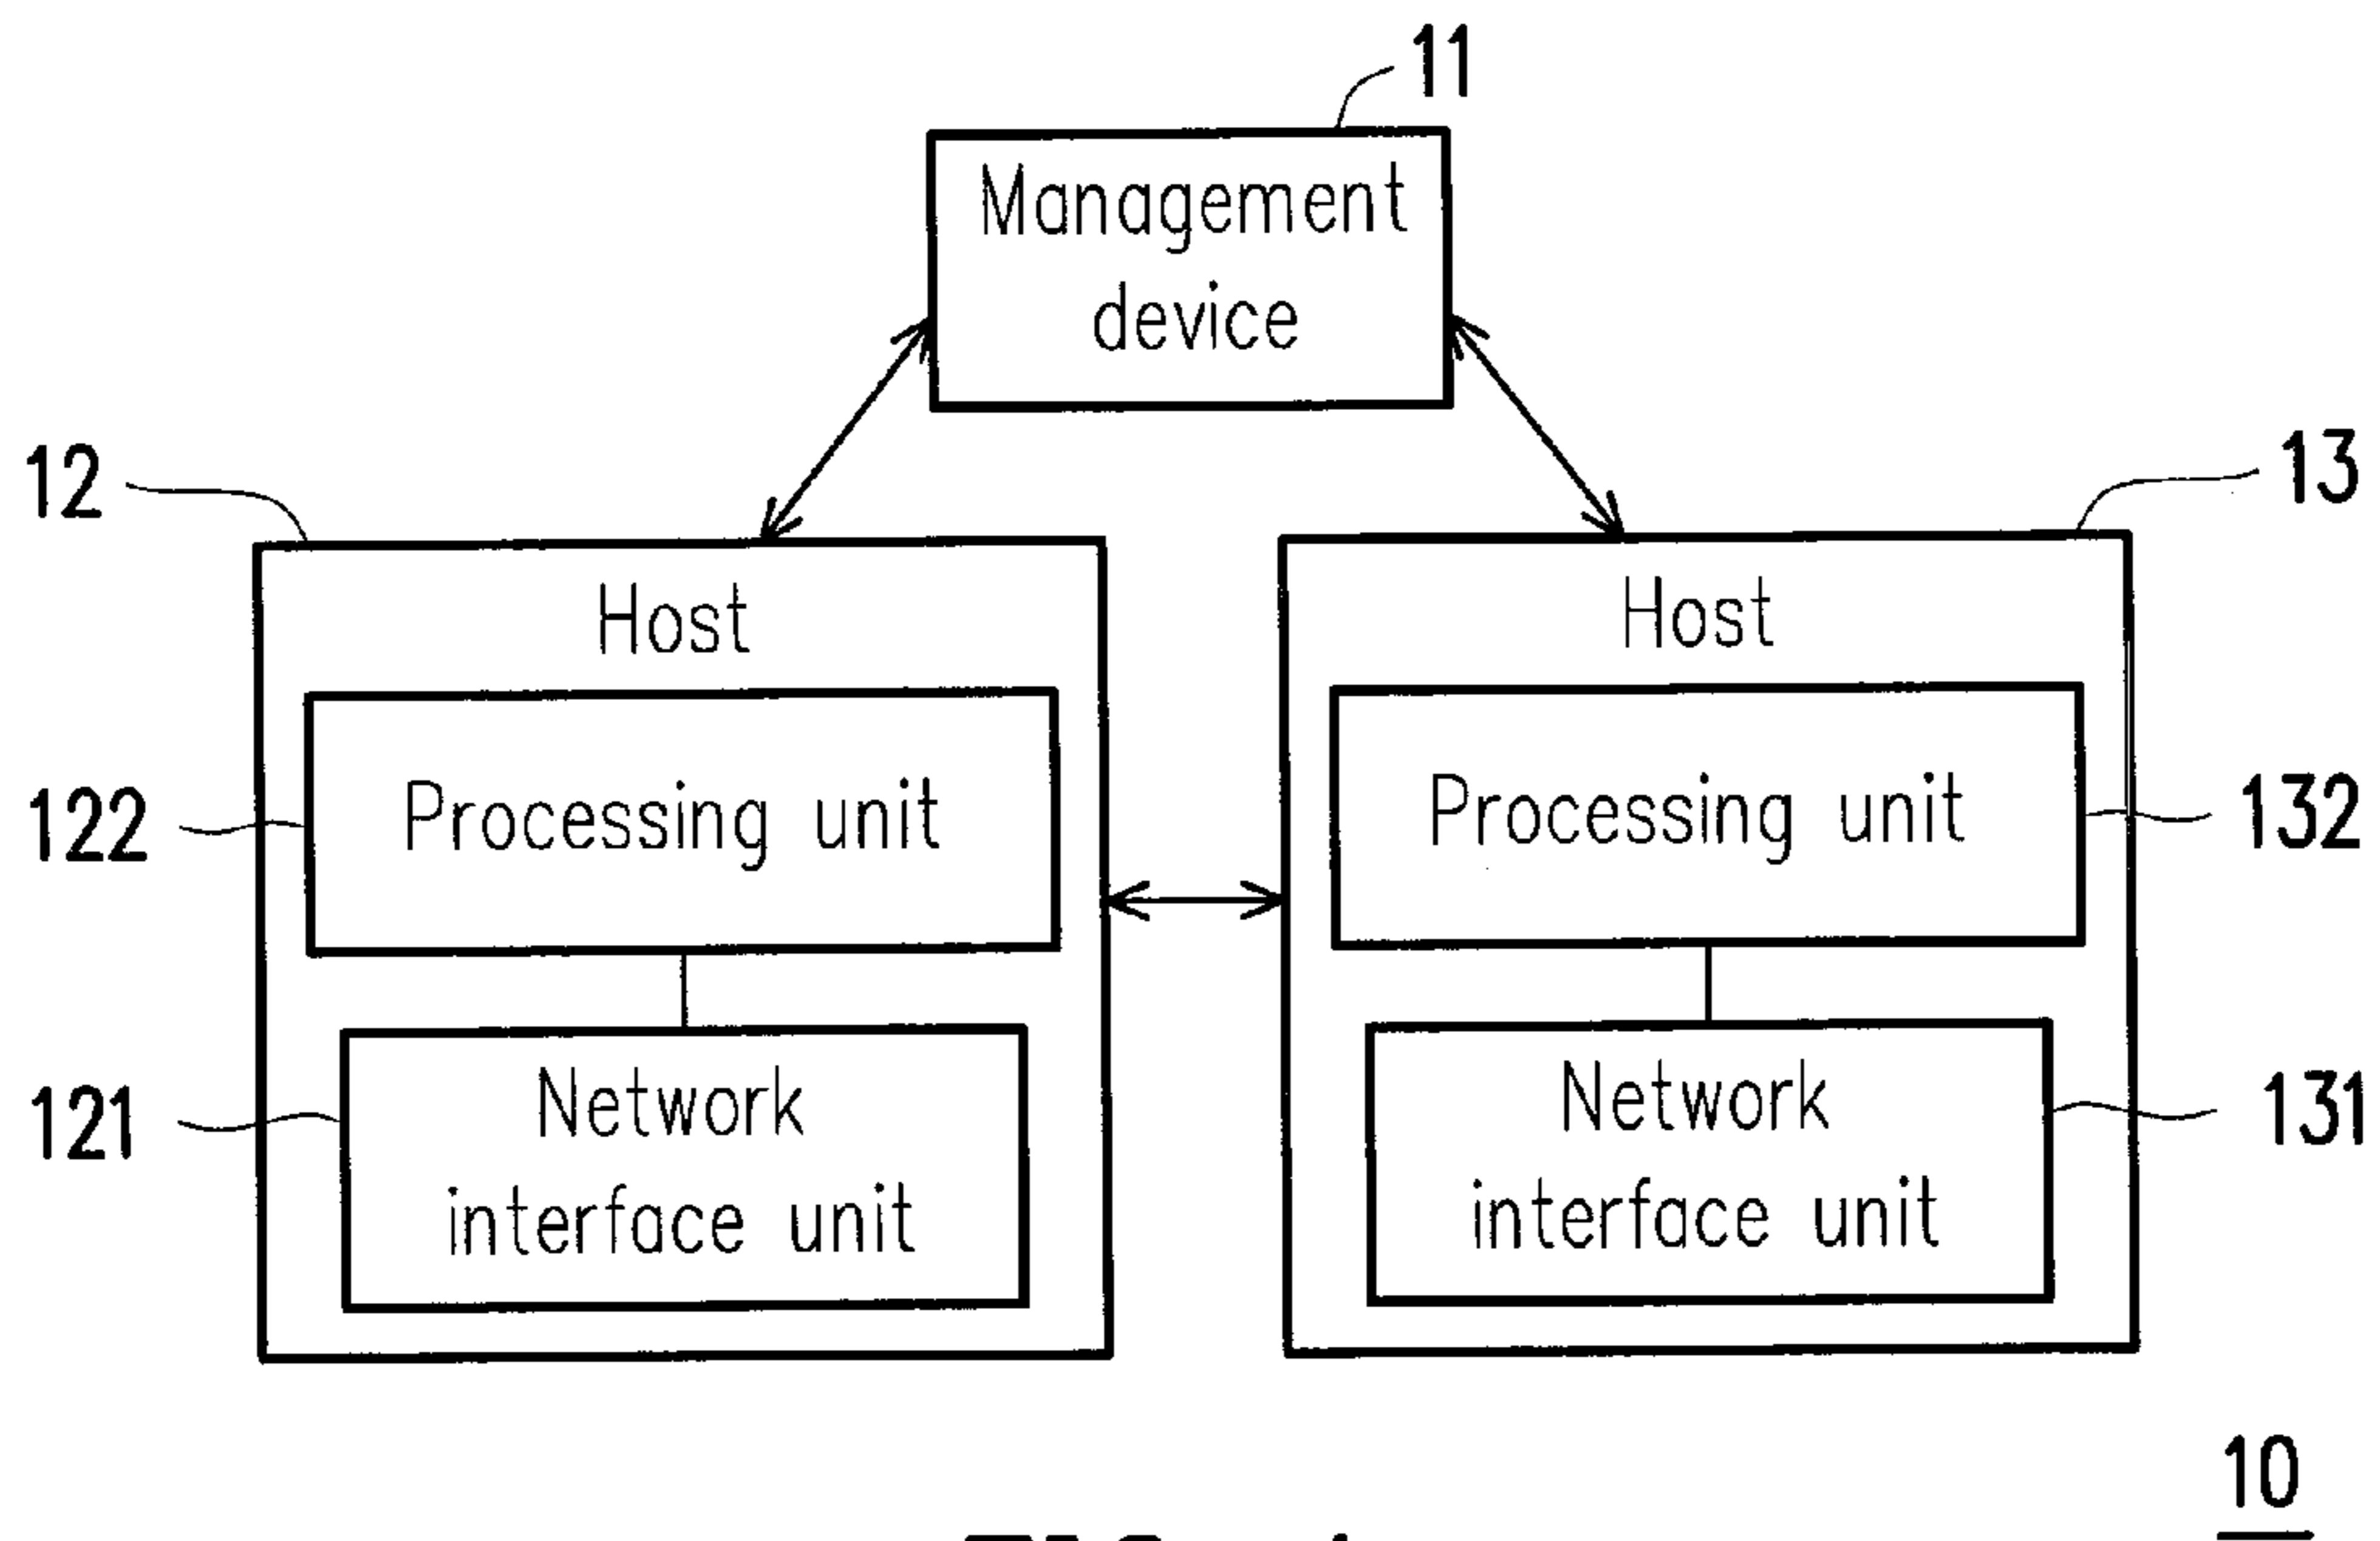 11
Management
device
12
13
Host
Host
122
Processing unit
Processing unit
132
121
Network
interface unit
Network
interface unit
131
10